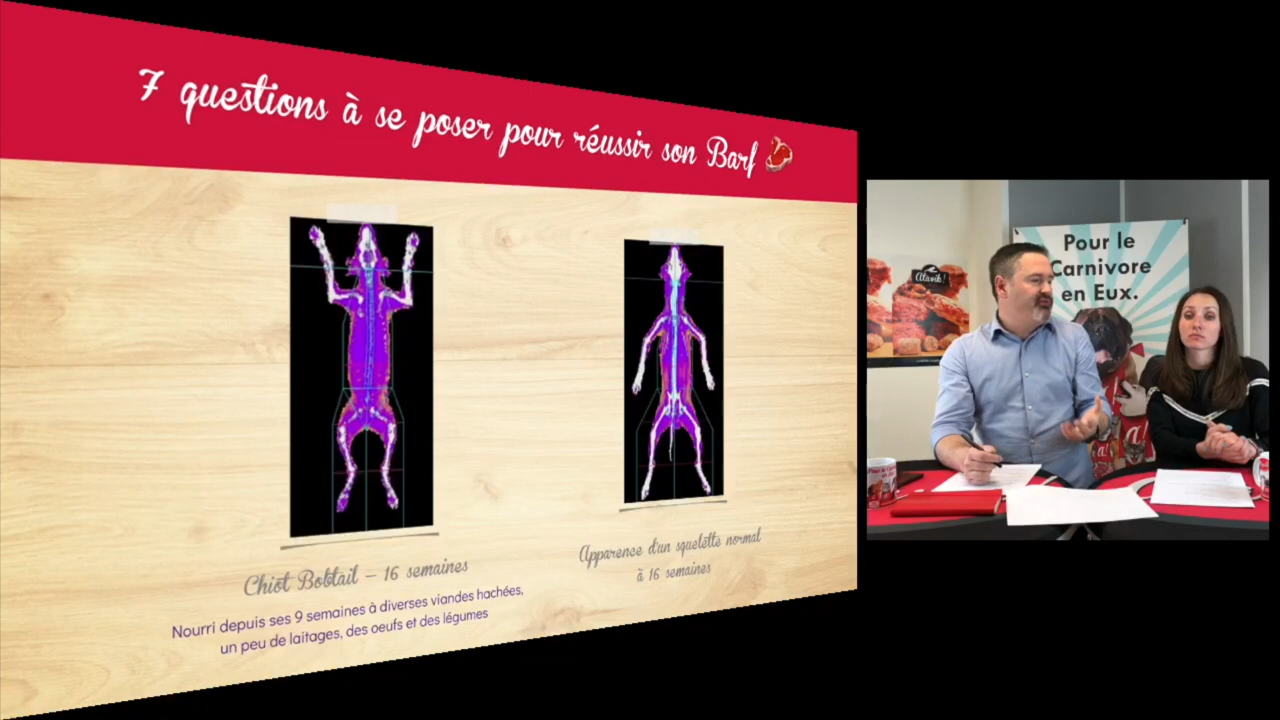 7 questions à se poser pour réussir son Barf
Chiot Bobtail – 16 semaines
Nourri depuis ses 9 semaines à diverses viandes hachées,
un peu de laitages, des oeufs et des légumes
Apparence d'un squelette normal
à 16 semaines
Atavik!
Pour le
Carnivore
en Eux.
a!